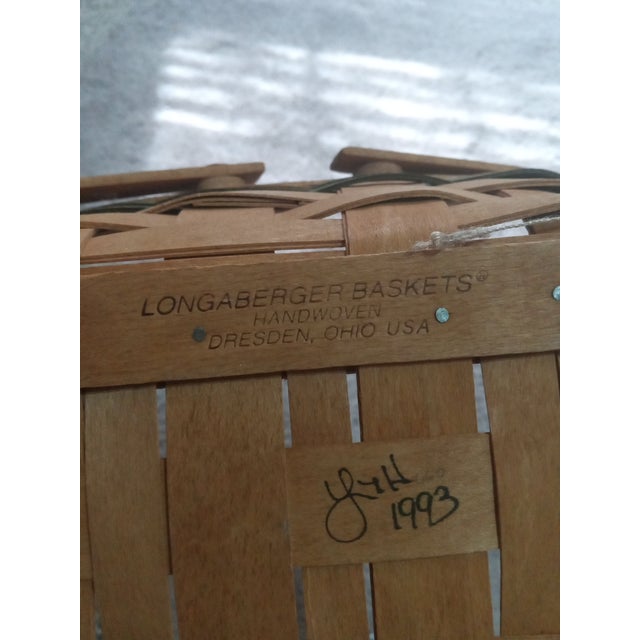 LONGABERGER BASKETS®
HANDWOVEN
DRESDEN, OHIO USA
1993